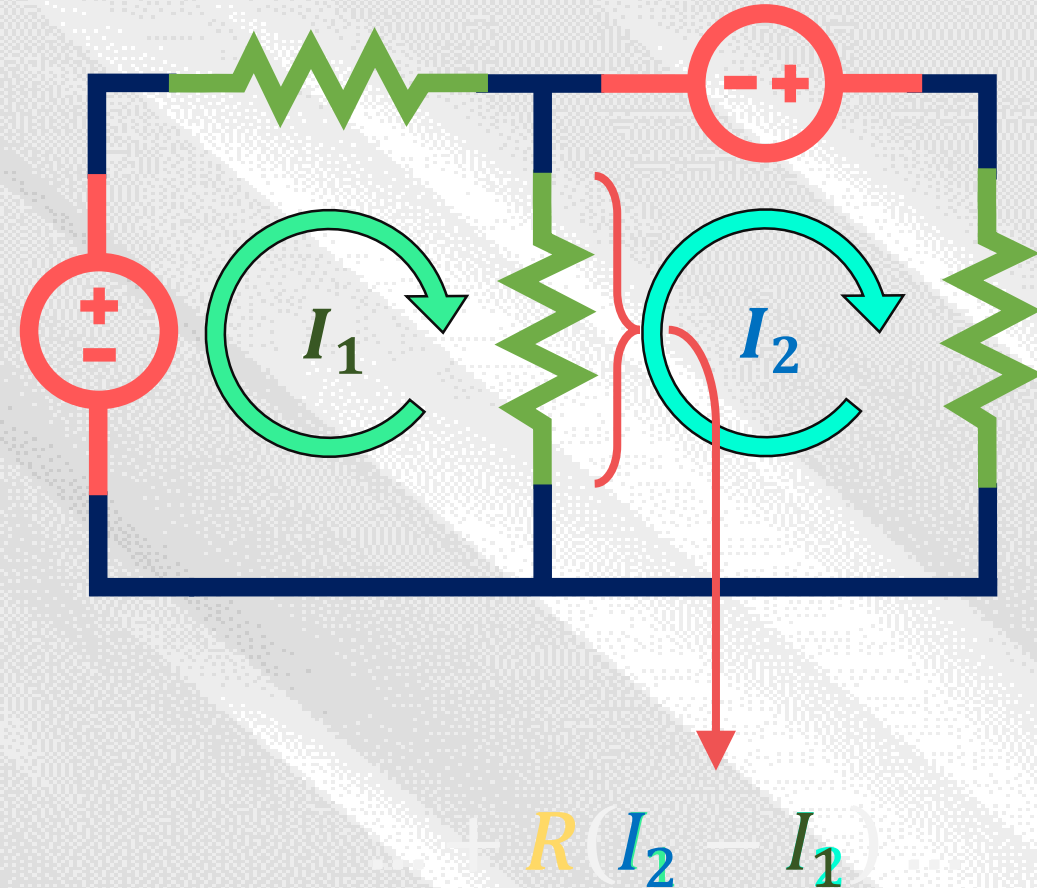 - +
+
-
I₁ I₂
... + R(I₂ - I₁) ...